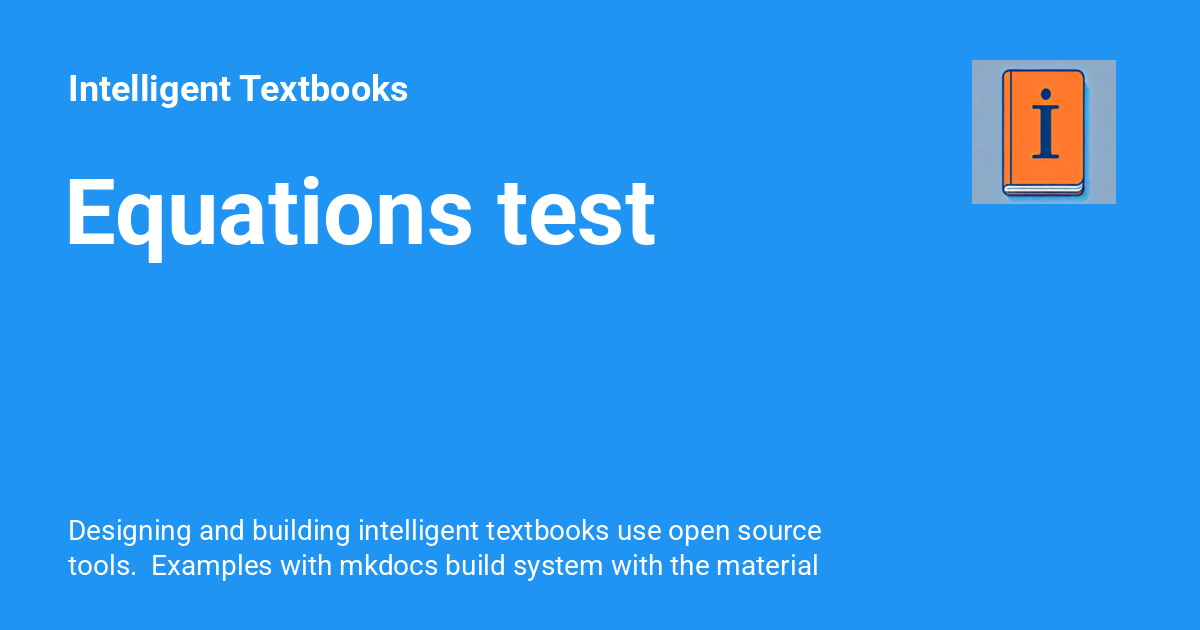 Intelligent Textbooks
i
Equations test
Designing and building intelligent textbooks use open source
tools.  Examples with mkdocs build system with the material